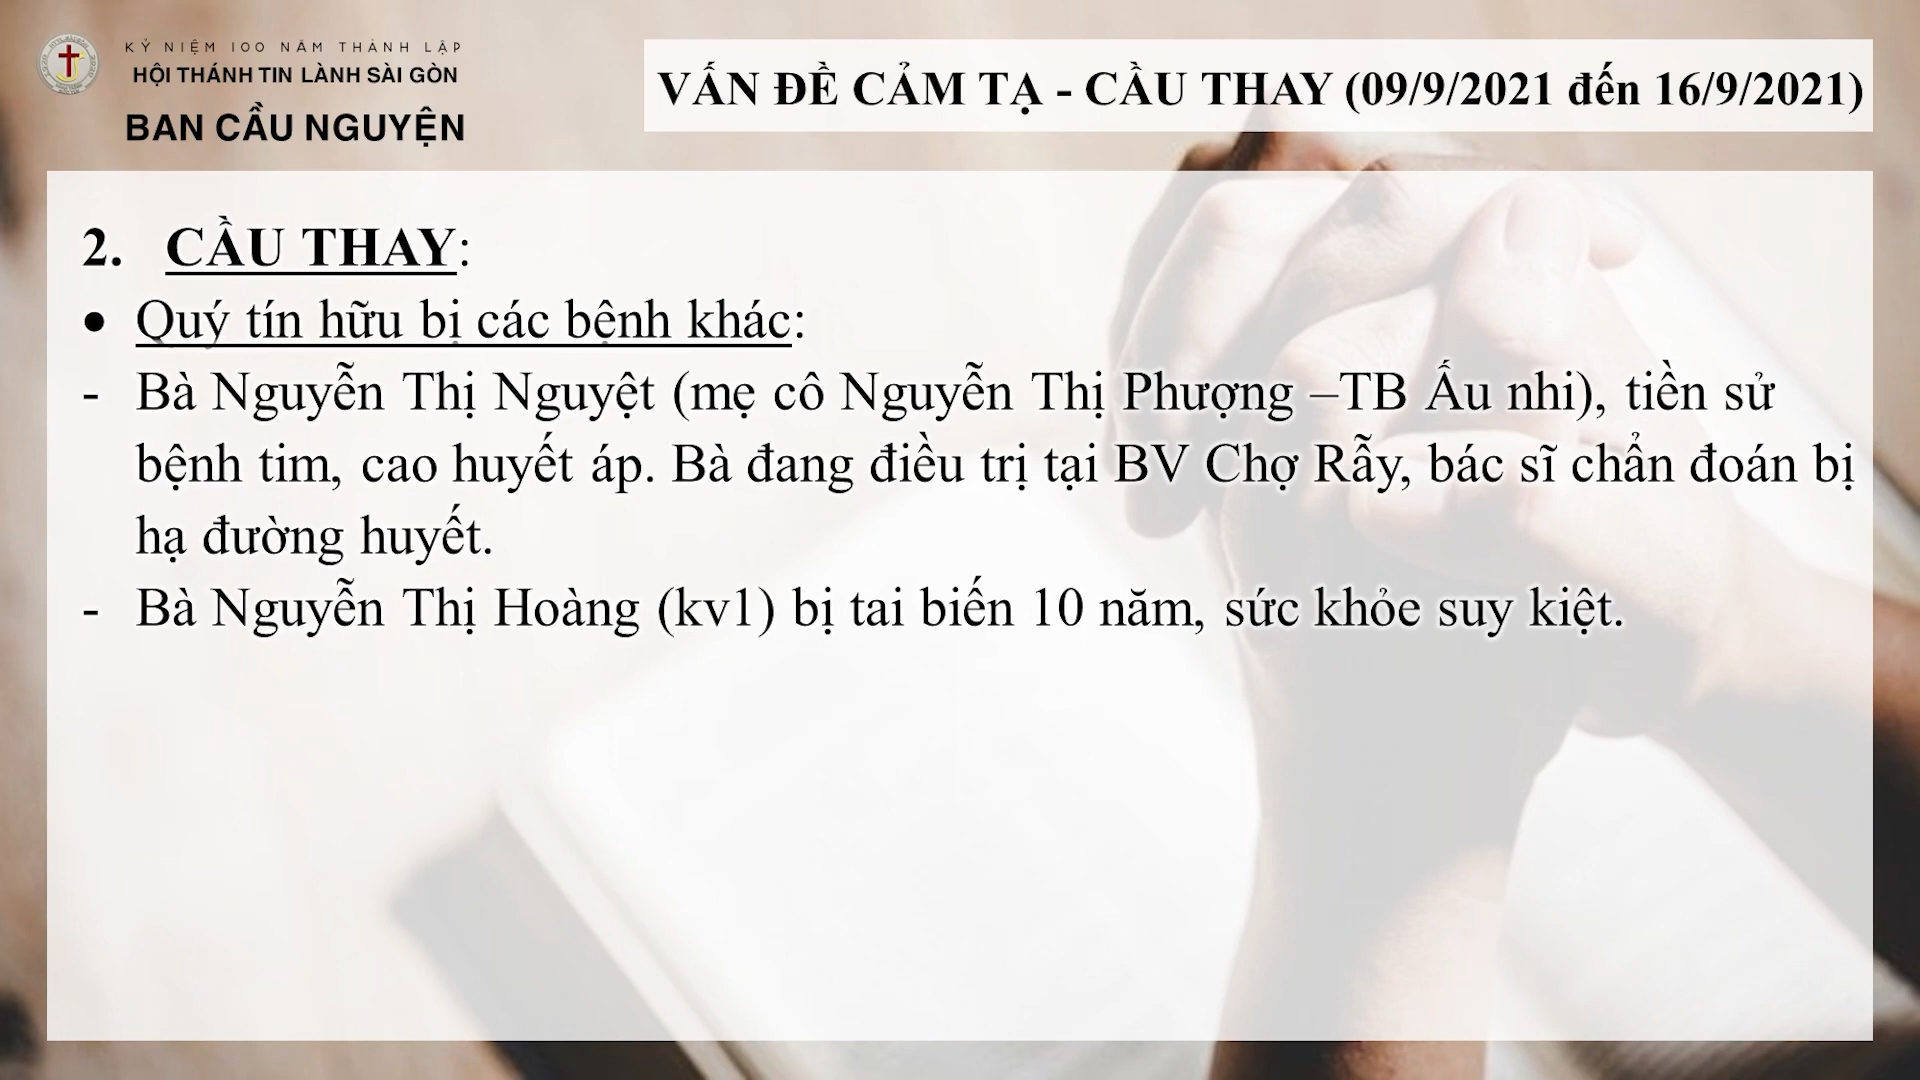 KỶ NIỆM 100 NĂM THÀNH LẬP
HỘI THÁNH TIN LÀNH SÀI GÒN
BAN CẦU NGUYỆN
VẤN ĐỀ CẢM TẠ - CẦU THAY (09/9/2021 đến 16/9/2021)
2. CẦU THAY:
• Quý tín hữu bị các bệnh khác:
- Bà Nguyễn Thị Nguyệt (mẹ cô Nguyễn Thị Phượng –TB Ấu nhi), tiền sử
bệnh tim, cao huyết áp. Bà đang điều trị tại BV Chợ Rẫy, bác sĩ chẩn đoán bị
hạ đường huyết.
- Bà Nguyễn Thị Hoàng (kv1) bị tai biến 10 năm, sức khỏe suy kiệt.